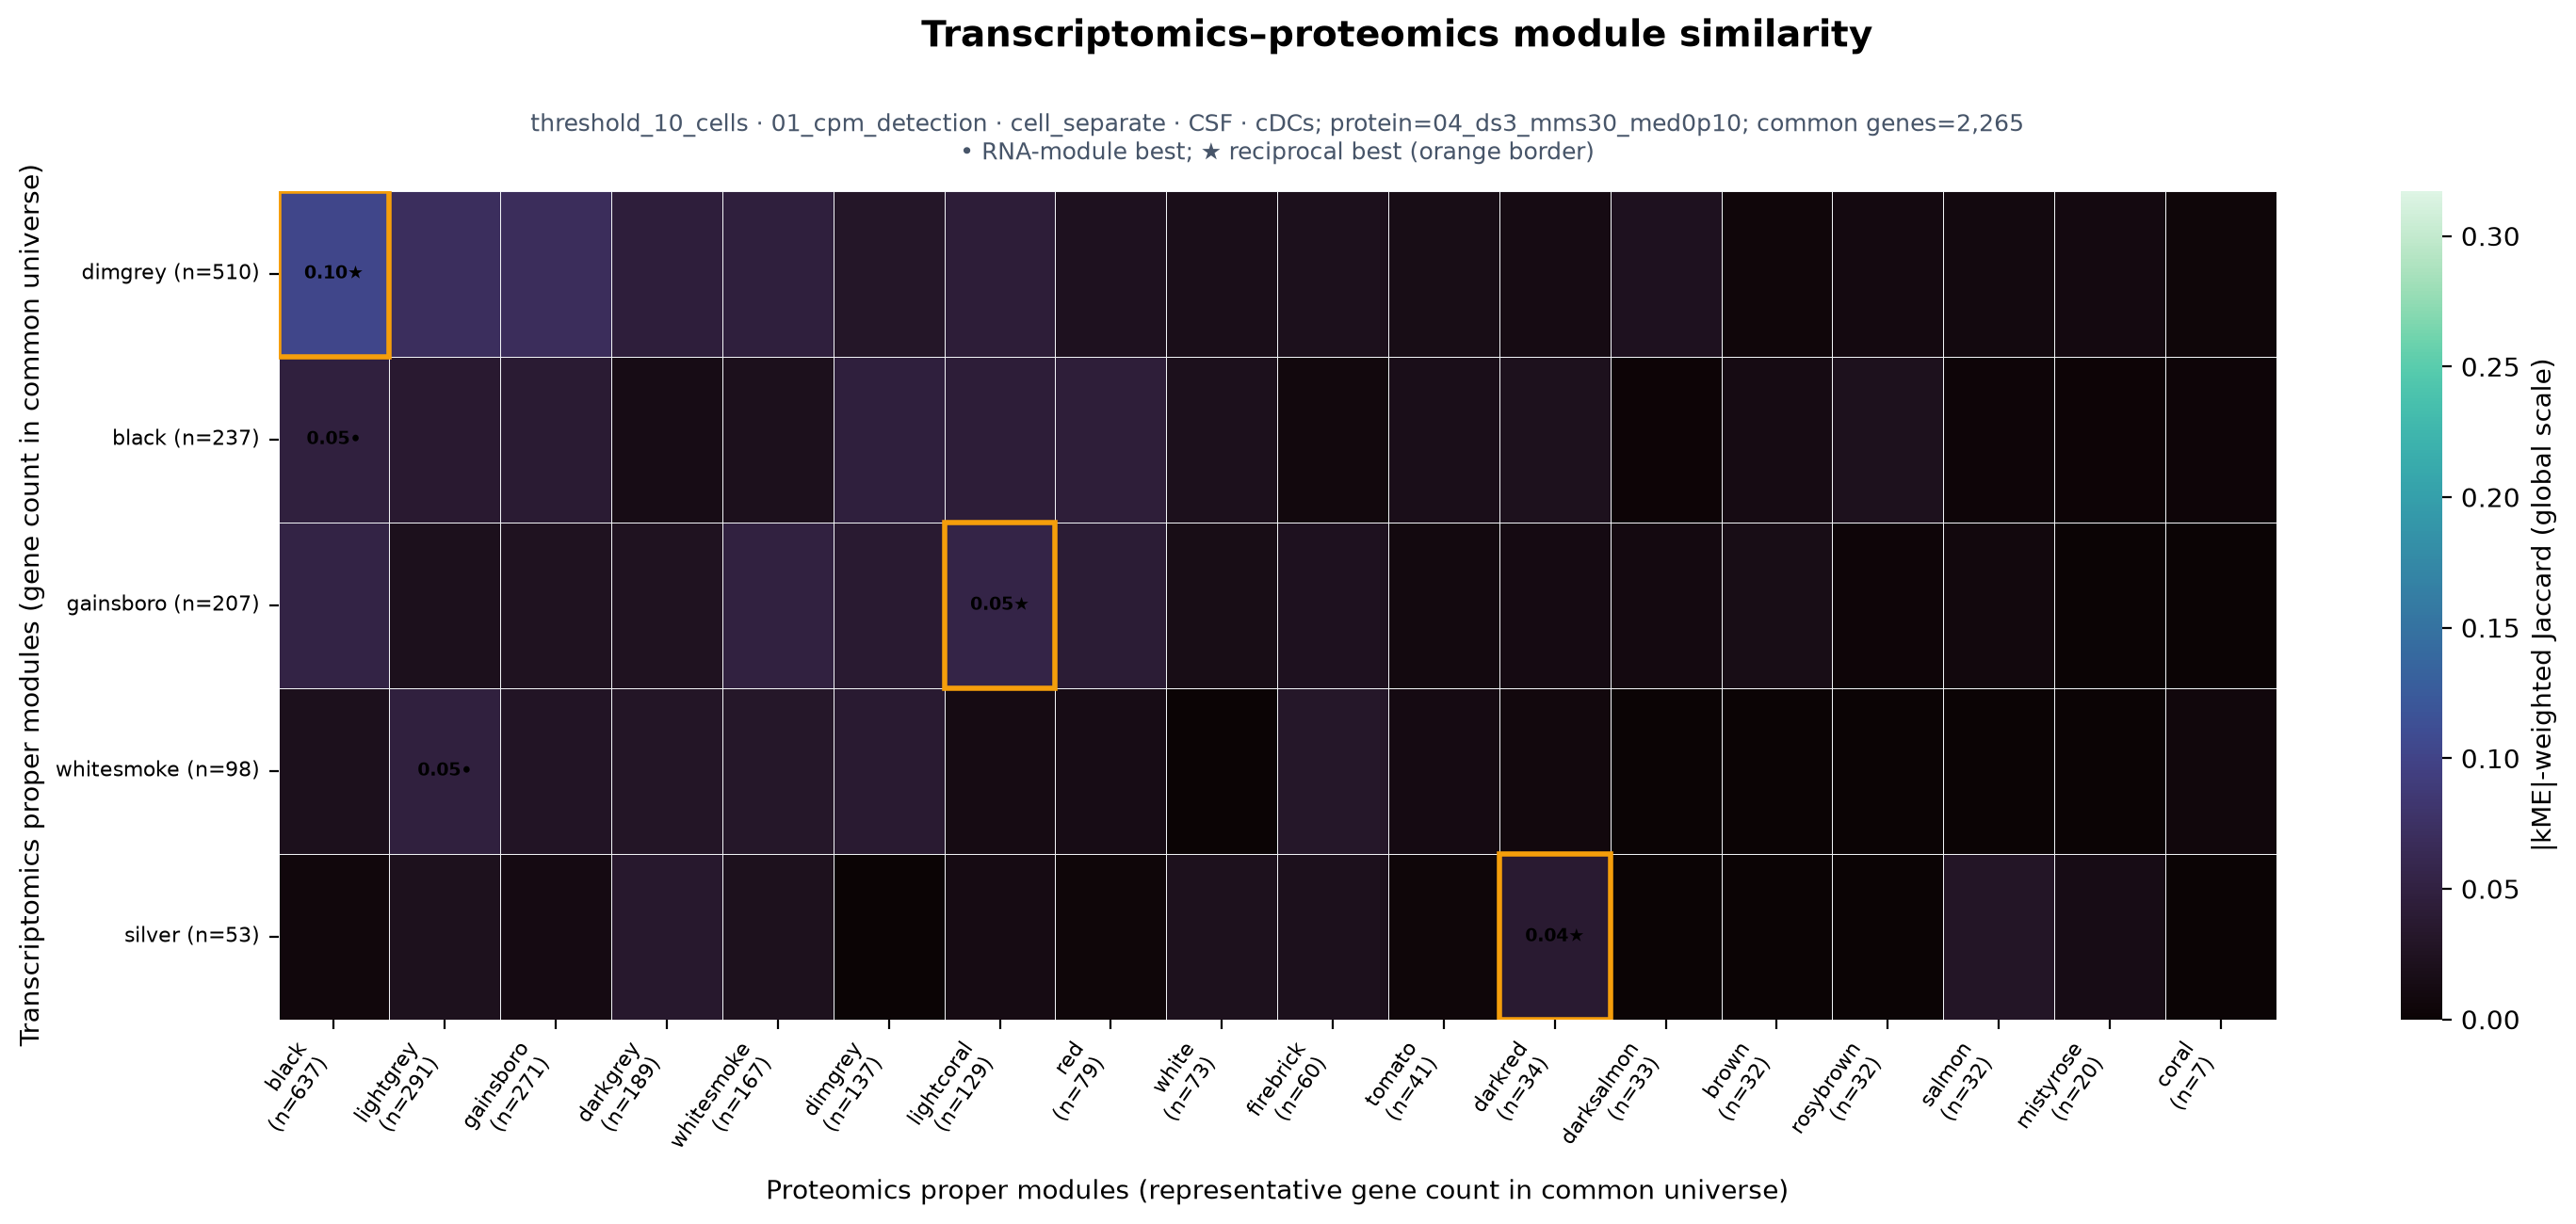 Transcriptomics–proteomics module similarity
threshold_10_cells · 01_cpm_detection · cell_separate · CSF · cDCs; protein=04_ds3_mms30_med0p10; common genes=2,265
• RNA-module best; ★ reciprocal best (orange border)
Transcriptomics proper modules (gene count in common universe)
dimgrey (n=510)
black (n=237)
gainsboro (n=207)
whitesmoke (n=98)
silver (n=53)
0.10★
0.05•
0.05★
0.05•
0.04★
black
(n=637)
lightgrey
(n=291)
gainsboro
(n=271)
darkgrey
(n=189)
whitesmoke
(n=167)
dimgrey
(n=137)
lightcoral
(n=129)
red
(n=79)
white
(n=73)
firebrick
(n=60)
tomato
(n=41)
darkred
(n=34)
darksalmon
(n=33)
brown
(n=32)
rosybrown
(n=32)
salmon
(n=32)
mistyrose
(n=20)
coral
(n=7)
Proteomics proper modules (representative gene count in common universe)
0.30
0.25
0.20
0.15
0.10
0.05
0.00
|kME|-weighted Jaccard (global scale)